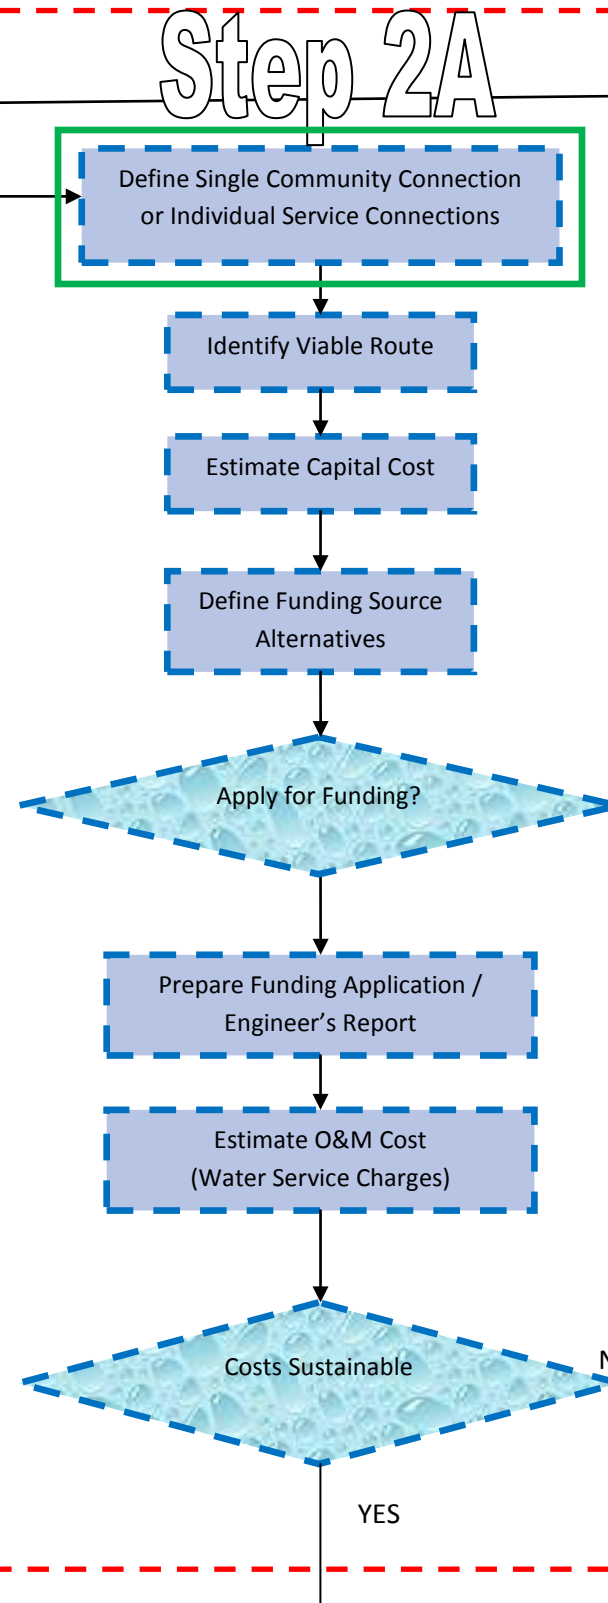 Step 2A
Define Single Community Connection
or Individual Service Connections
Identify Viable Route
Estimate Capital Cost
Define Funding Source
Alternatives
Apply for Funding?
Prepare Funding Application /
Engineer’s Report
Estimate O&M Cost
(Water Service Charges)
Costs Sustainable
YES